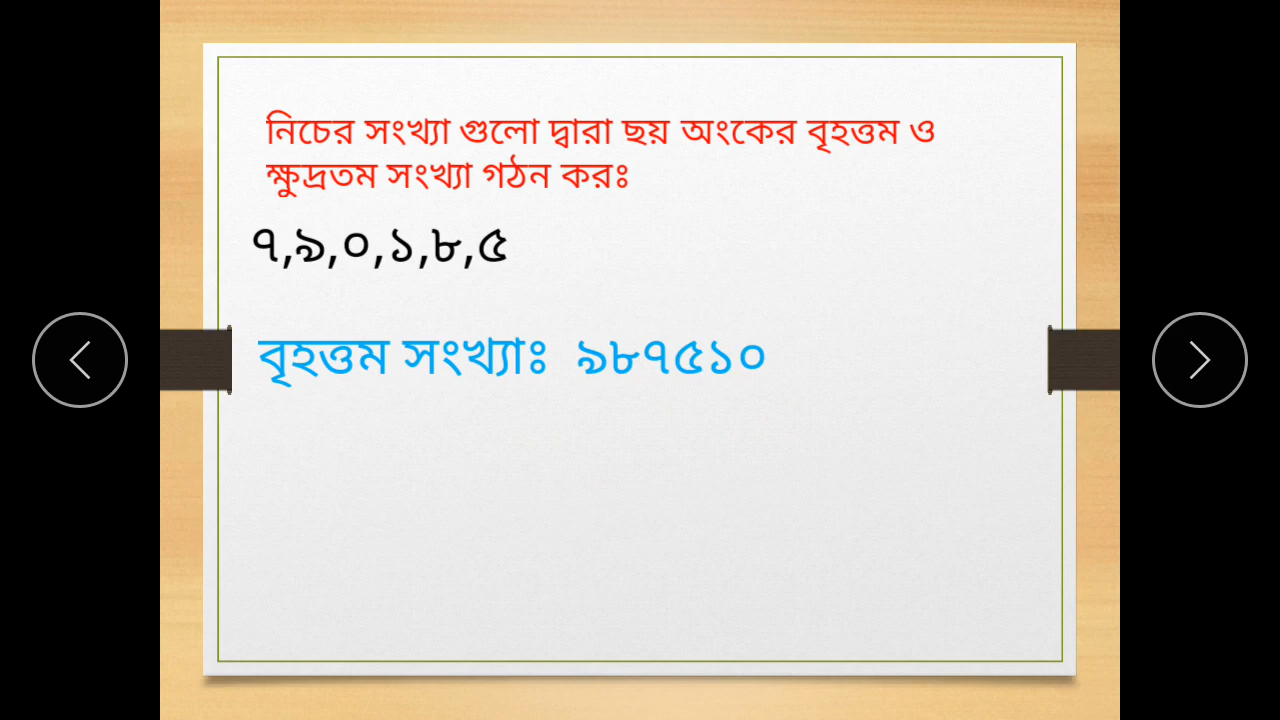 নিচের সংখ্যা গুলো দ্বারা ছয় অংকের বৃহত্তম ও
ক্ষুদ্রতম সংখ্যা গঠন করঃ
৭,৯,০,১,৮,৫
বৃহত্তম সংখ্যাঃ ৯৮৭৫১০